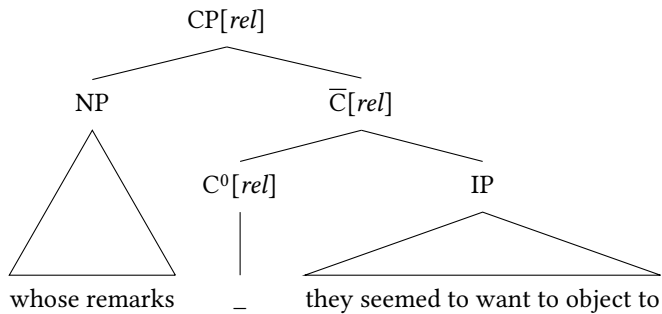 CP[rel]
NP C̅[rel]
C⁰[rel] IP
whose remarks _ they seemed to want to object to